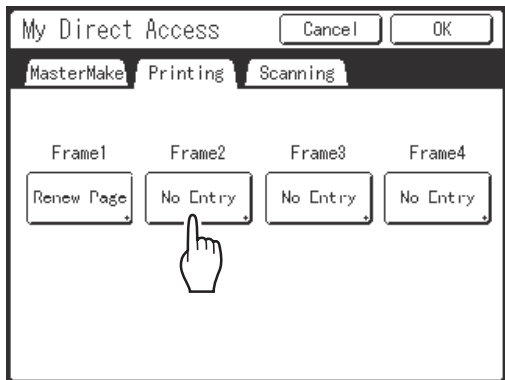 My Direct Access Cancel OK
MasterMake Printing Scanning
Frame1 Frame2 Frame3 Frame4
Renew Page No Entry No Entry No Entry